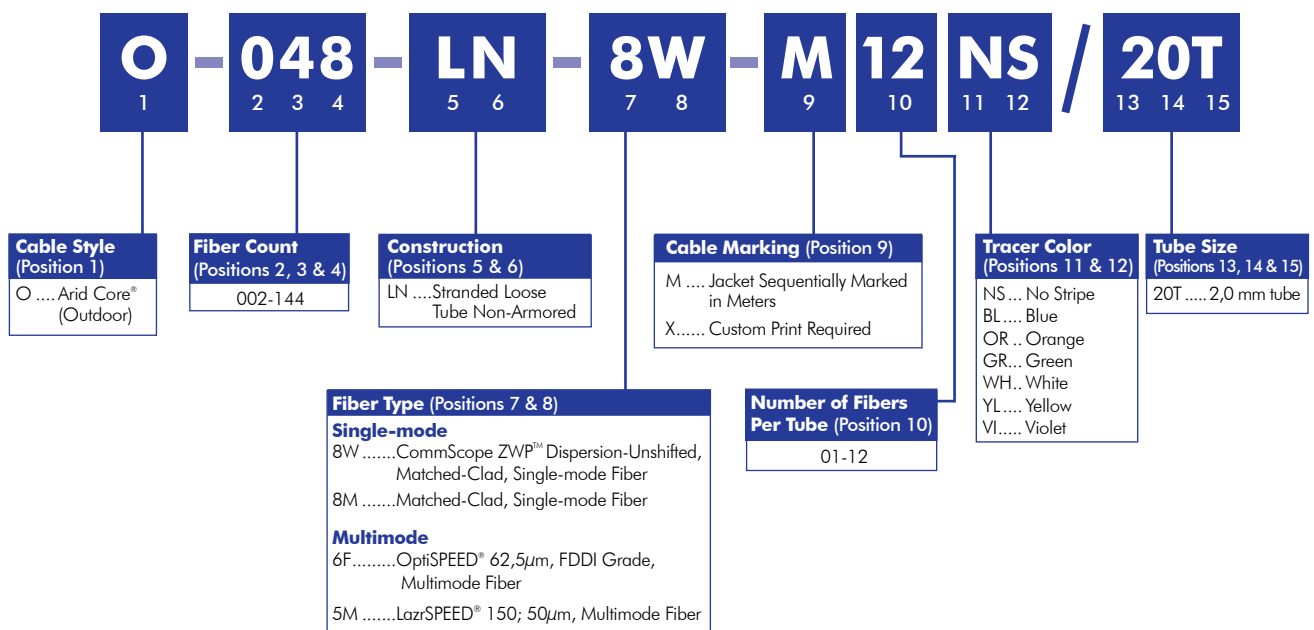 O - 048 - LN - 8W - M 12 NS / 20T
1 2 3 4 5 6 7 8 9 10 11 12 13 14 15
Cable Style
(Position 1)
O .... Arid Core®
(Outdoor)
Fiber Count
(Positions 2, 3 & 4)
002-144
Construction
(Positions 5 & 6)
LN ....Stranded Loose
Tube Non-Armored
Cable Marking (Position 9)
M .... Jacket Sequentially Marked
in Meters
X...... Custom Print Required
Tracer Color
(Positions 11 & 12)
NS... No Stripe
BL.... Blue
OR .. Orange
GR... Green
WH.. White
YL.... Yellow
VI..... Violet
Tube Size
(Positions 13, 14 & 15)
20T ..... 2,0 mm tube
Fiber Type (Positions 7 & 8)
Single-mode
8W .......CommScope ZWP™ Dispersion-Unshifted,
Matched-Clad, Single-mode Fiber
8M .......Matched-Clad, Single-mode Fiber
Multimode
6F.........OptiSPEED® 62,5µm, FDDI Grade,
Multimode Fiber
5M .......LazrSPEED® 150; 50µm, Multimode Fiber
Number of Fibers
Per Tube (Position 10)
01-12